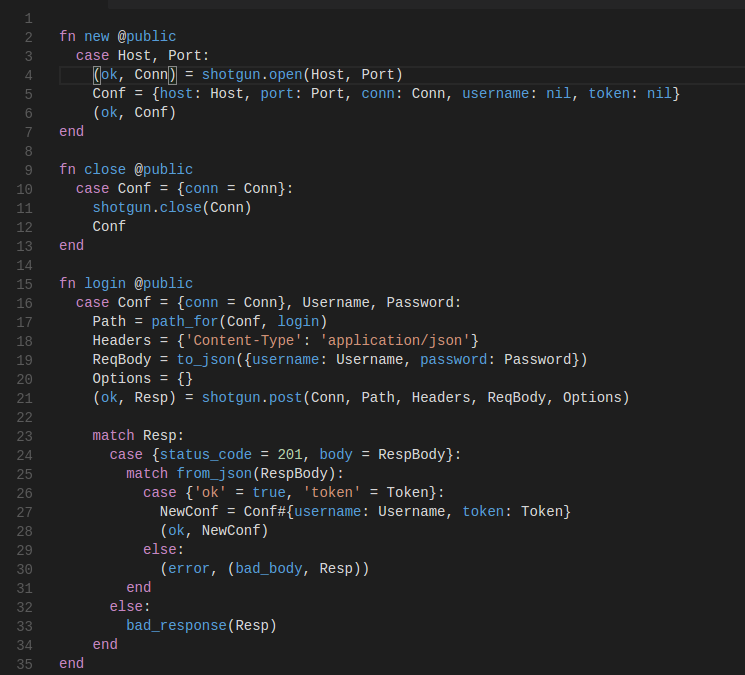 1
2 fn new @public
3   case Host, Port:
4     (ok, Conn) = shotgun.open(Host, Port)
5     Conf = {host: Host, port: Port, conn: Conn, username: nil, token: nil}
6     (ok, Conf)
7 end
8
9 fn close @public
10   case Conf = {conn = Conn}:
11     shotgun.close(Conn)
12     Conf
13 end
14
15 fn login @public
16   case Conf = {conn = Conn}, Username, Password:
17     Path = path_for(Conf, login)
18     Headers = {'Content-Type': 'application/json'}
19     ReqBody = to_json({username: Username, password: Password})
20     Options = {}
21     (ok, Resp) = shotgun.post(Conn, Path, Headers, ReqBody, Options)
22
23     match Resp:
24       case {status_code = 201, body = RespBody}:
25         match from_json(RespBody):
26           case {'ok' = true, 'token' = Token}:
27             NewConf = Conf#{username: Username, token: Token}
28             (ok, NewConf)
29           else:
30             (error, (bad_body, Resp))
31         end
32       else:
33         bad_response(Resp)
34     end
35 end